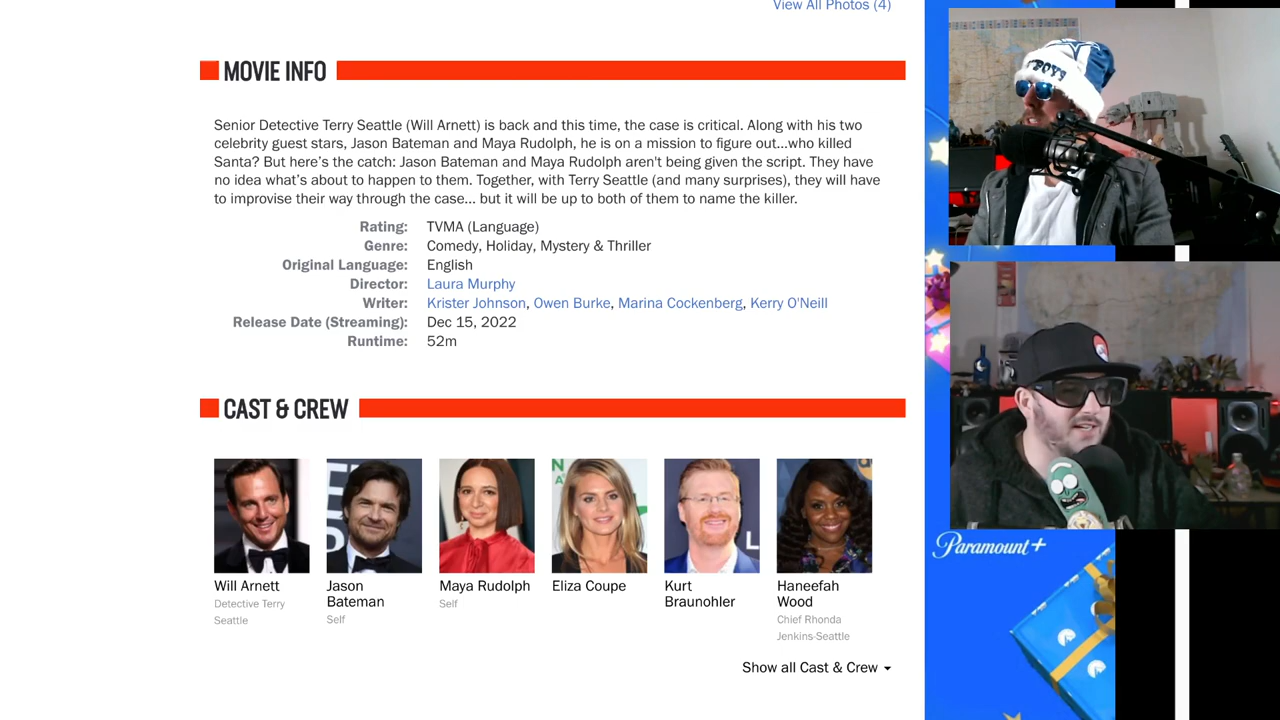 View All Photos (4)
MOVIE INFO
Senior Detective Terry Seattle (Will Arnett) is back and this time, the case is critical. Along with his two
celebrity guest stars, Jason Bateman and Maya Rudolph, he is on a mission to figure out...who killed
Santa? But here's the catch: Jason Bateman and Maya Rudolph aren't being given the script. They have
no idea what's about to happen to them. Together, with Terry Seattle (and many surprises), they will have
to improvise their way through the case... but it will be up to both of them to name the killer.
Rating: TVMA (Language)
Genre: Comedy, Holiday, Mystery & Thriller
Original Language: English
Director: Laura Murphy
Writer: Krister Johnson, Owen Burke, Marina Cockenberg, Kerry O'Neill
Release Date (Streaming): Dec 15, 2022
Runtime: 52m
CAST & CREW
Will Arnett
Detective Terry
Seattle
Jason
Bateman
Self
Maya Rudolph
Self
Eliza Coupe
Kurt
Braunohler
Haneefah
Wood
Chief Rhonda
Jenkins-Seattle
Show all Cast & Crew
Paramount+